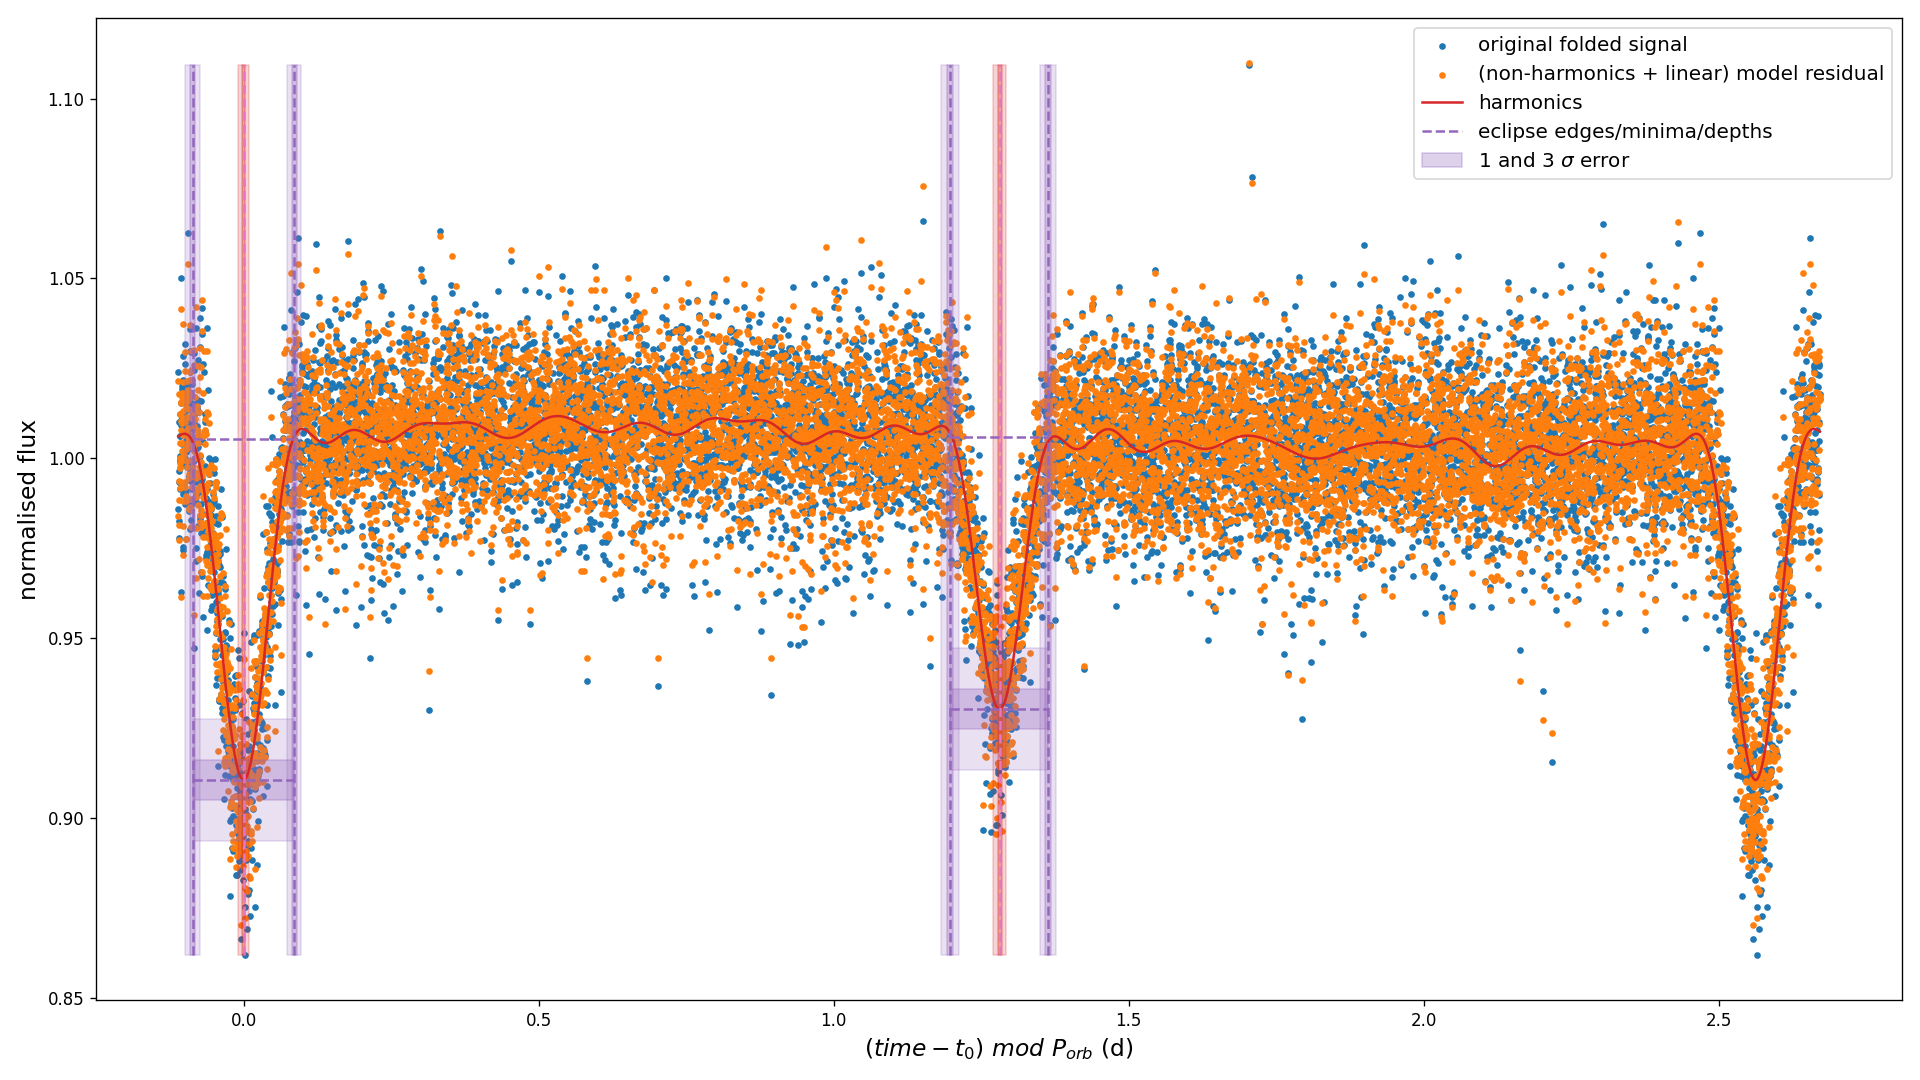 original folded signal
(non-harmonics + linear) model residual
harmonics
eclipse edges/minima/depths
1 and 3 σ error
normalised flux
1.10
1.05
1.00
0.95
0.90
0.85
0.0 0.5 1.0 1.5 2.0 2.5
(time − t₀) mod Pₒᵣb (d)